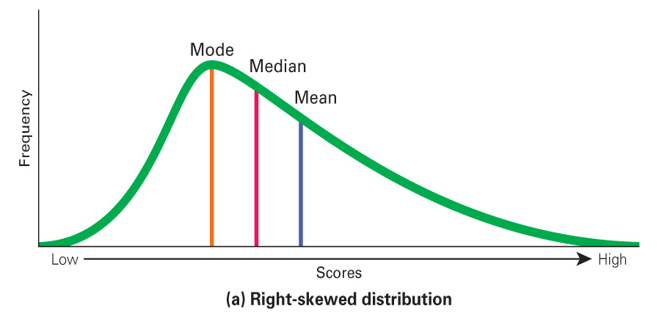 Mode
Median
Mean
Frequency
Low
High
Scores
(a) Right-skewed distribution